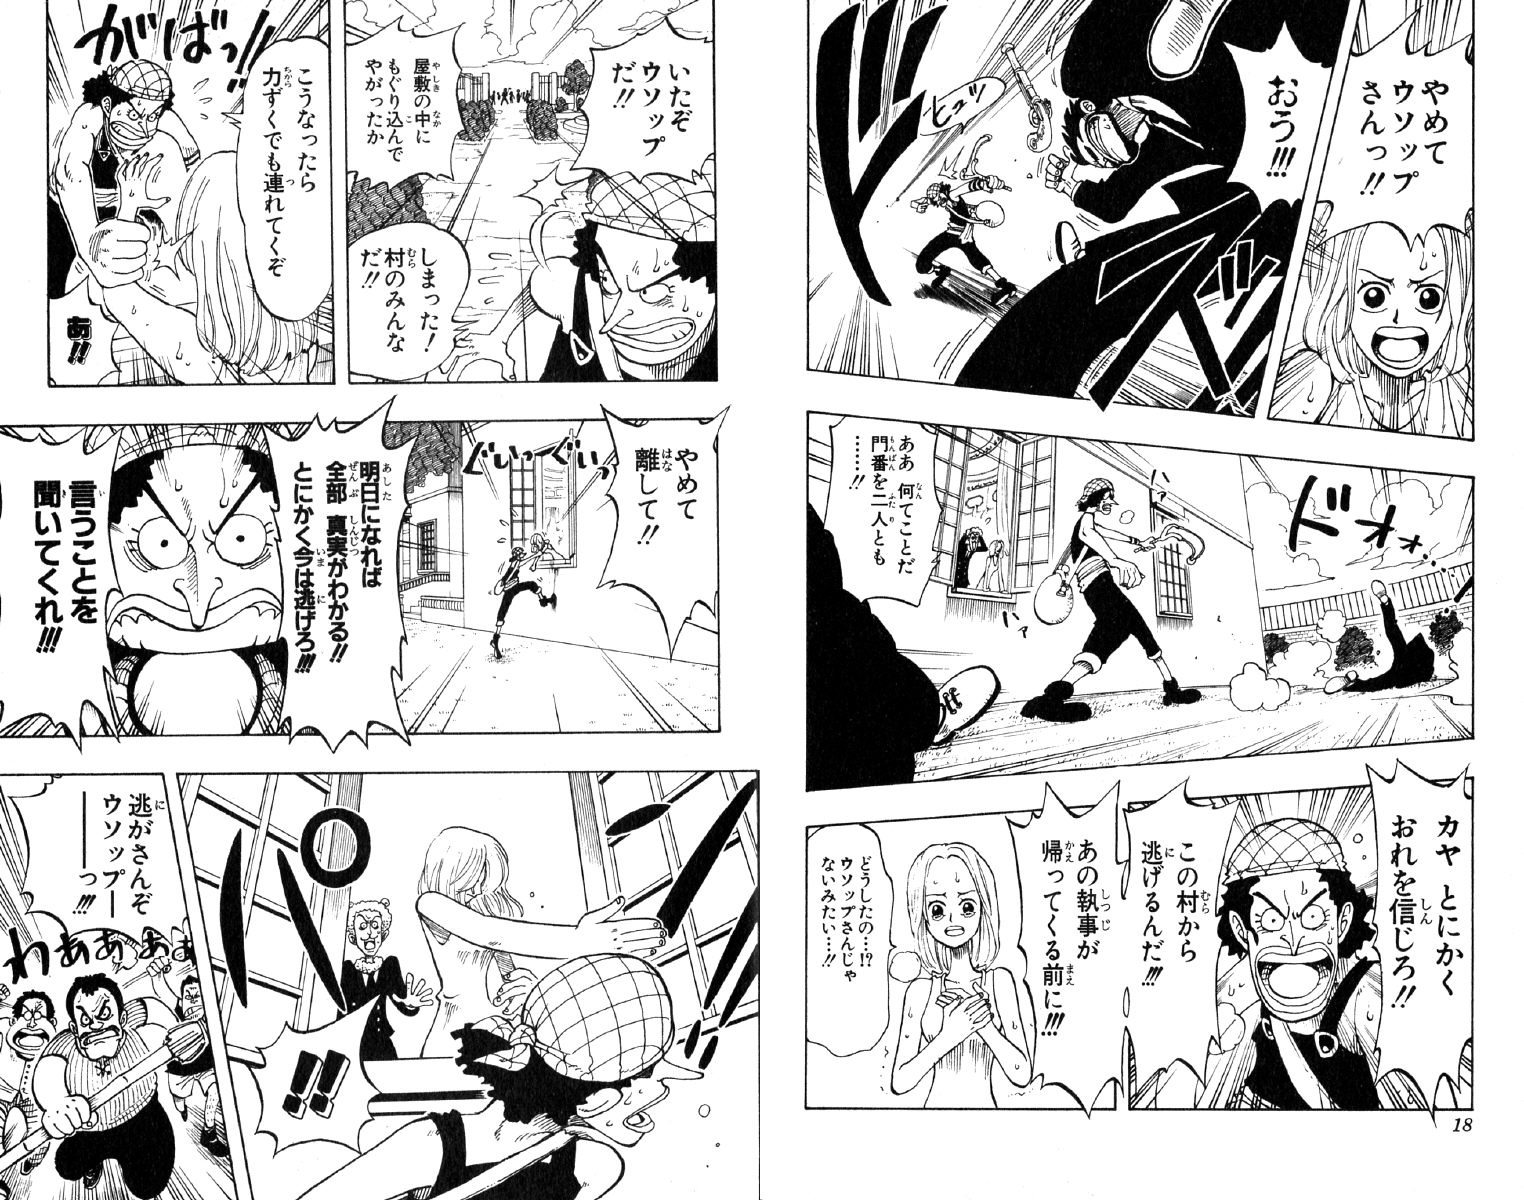 やめて
ウソップ
さんっ!!
おう!!!
ヒュッ
ドズッ
ああ 何てことだ
門番を二人とも
……!!
ドオォ…
ハァ
ハァ
カヤ とにかく
おれを信じろ!!
この村から
逃げるんだ!!!
あの執事が
帰ってくる前に!!!
どうしたの…!?
ウソップさんじゃ
ないみたい…!!
18
いたぞ
ウソップ
だ!!
屋敷の中に
もぐり込んで
やがったか
しまった!
村のみんな
だ!!
がばっ!!
こうなったら
力ずくでも連れてくぞ
あ!!
やめて
離して!!
ぐいっ
ぐいっ
明日になれば
全部 真実がわかる!!
とにかく今は逃げろ!!!
言うことを
聞いてくれ!!!
パン
!!
逃がさんぞ
ウソップ―
――っ!!!
わあぁあぁあぁ